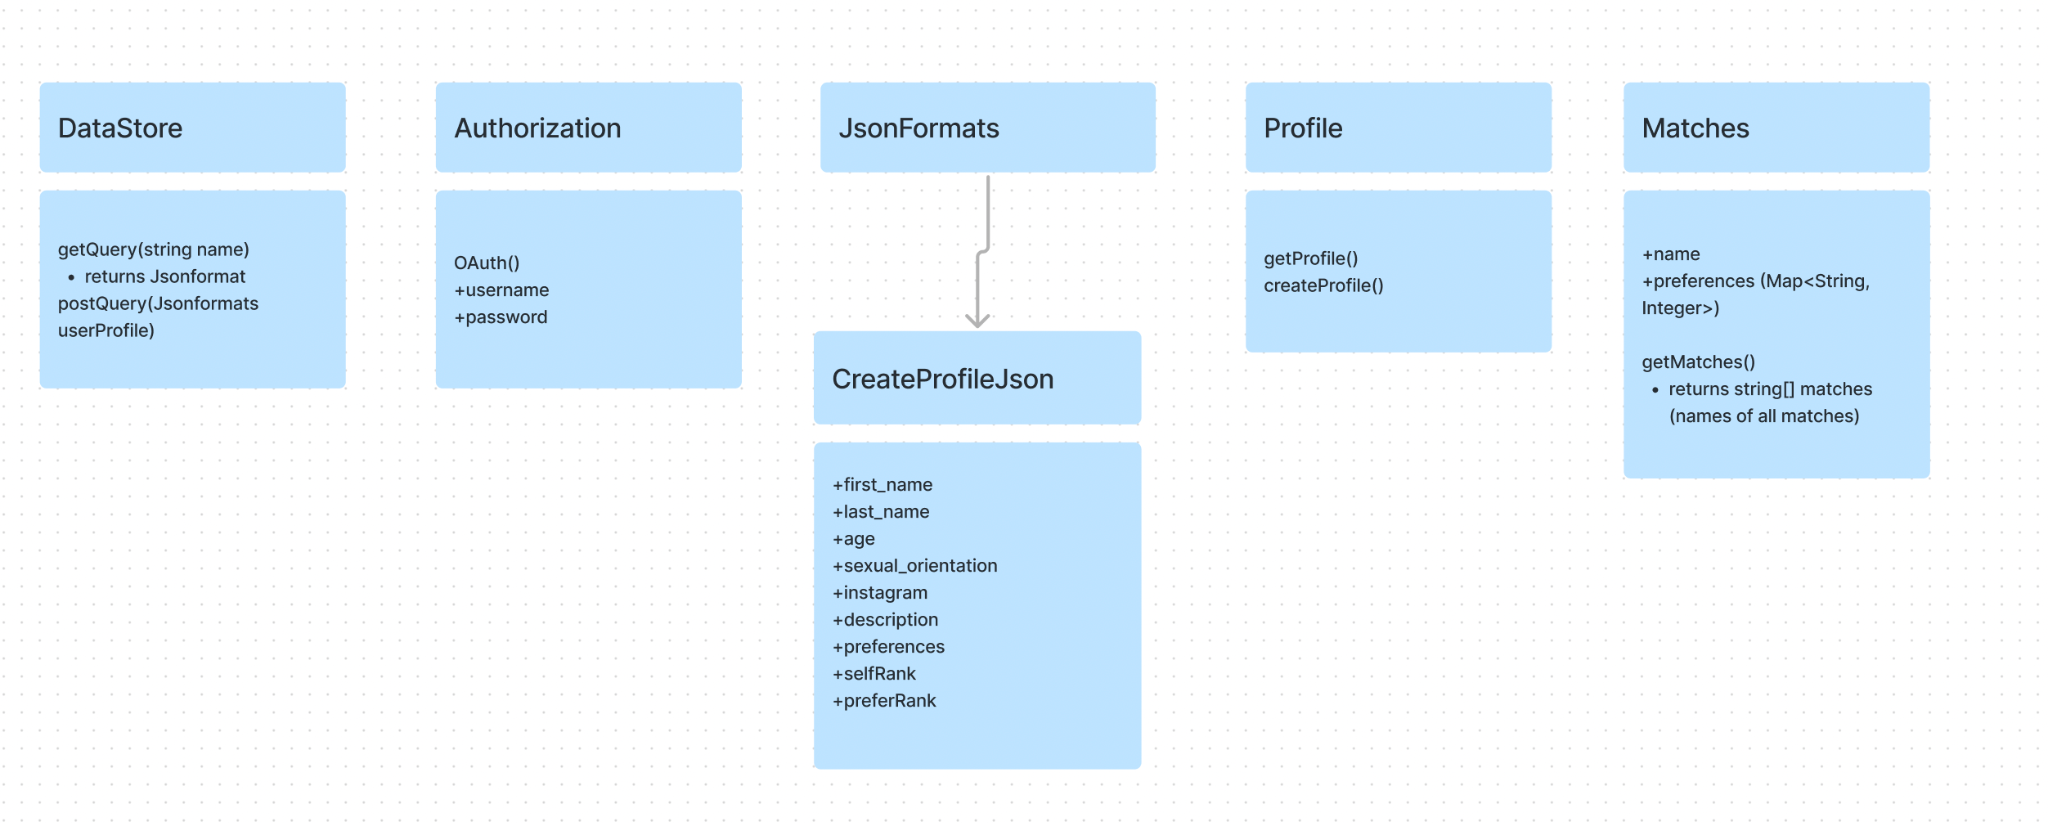 DataStore
getQuery(string name)
• returns Jsonformat
postQuery(Jsonformats
userProfile)
Authorization
OAuth()
+username
+password
JsonFormats
CreateProfileJson
+first_name
+last_name
+age
+sexual_orientation
+instagram
+description
+preferences
+selfRank
+preferRank
Profile
getProfile()
createProfile()
Matches
+name
+preferences (Map<String,
Integer>)
getMatches()
• returns string[] matches
(names of all matches)